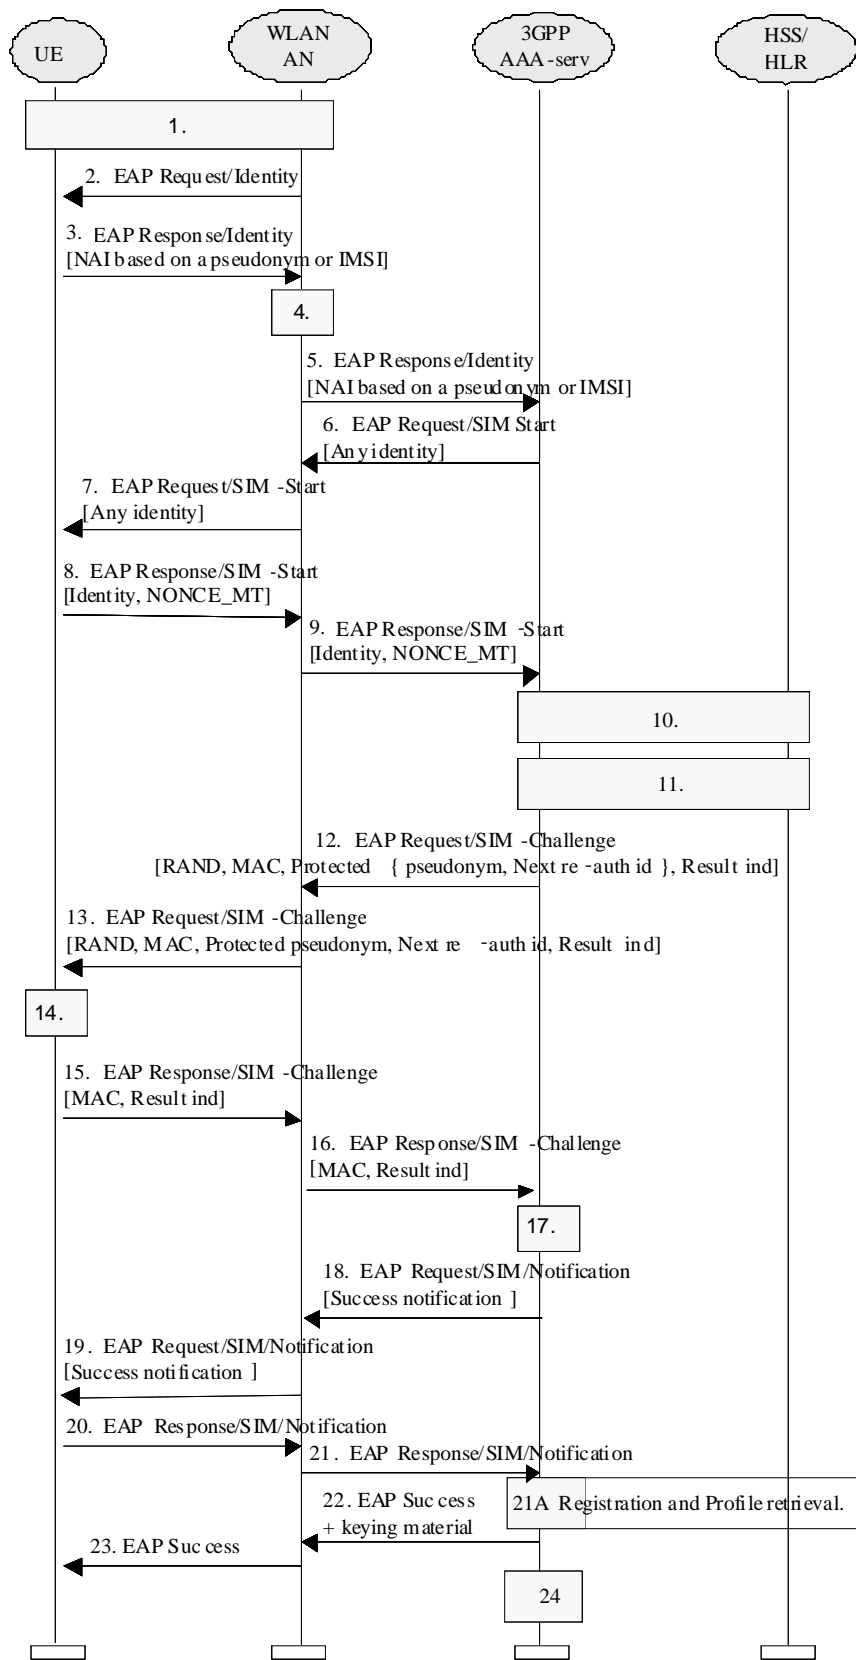 UE
WLAN
AN
3GPP
AAA-serv
HSS/
HLR
1.
2. EAP Request/Identity
3. EAP Response/Identity
[NAI based on a pseudonym or IMSI]
4.
5. EAP Response/Identity
[NAI based on a pseudonym or IMSI]
6. EAP Request/SIM Start
[Any identity]
7. EAP Request/SIM -Start
[Any identity]
8. EAP Response/SIM -Start
[Identity, NONCE_MT]
9. EAP Response/SIM -Start
[Identity, NONCE_MT]
10.
11.
12. EAP Request/SIM -Challenge
[RAND, MAC, Protected { pseudonym, Next re -auth id }, Result ind]
13. EAP Request/SIM -Challenge
[RAND, MAC, Protected pseudonym, Next re -auth id, Result ind]
14.
15. EAP Response/SIM -Challenge
[MAC, Result ind]
16. EAP Response/SIM -Challenge
[MAC, Result ind]
17.
18. EAP Request/SIM/Notification
[Success notification ]
19. EAP Request/SIM/Notification
[Success notification ]
20. EAP Response/SIM/Notification
21. EAP Response/SIM/Notification
21A Registration and Profile retrieval.
22. EAP Success
+ keying material
23. EAP Success
24